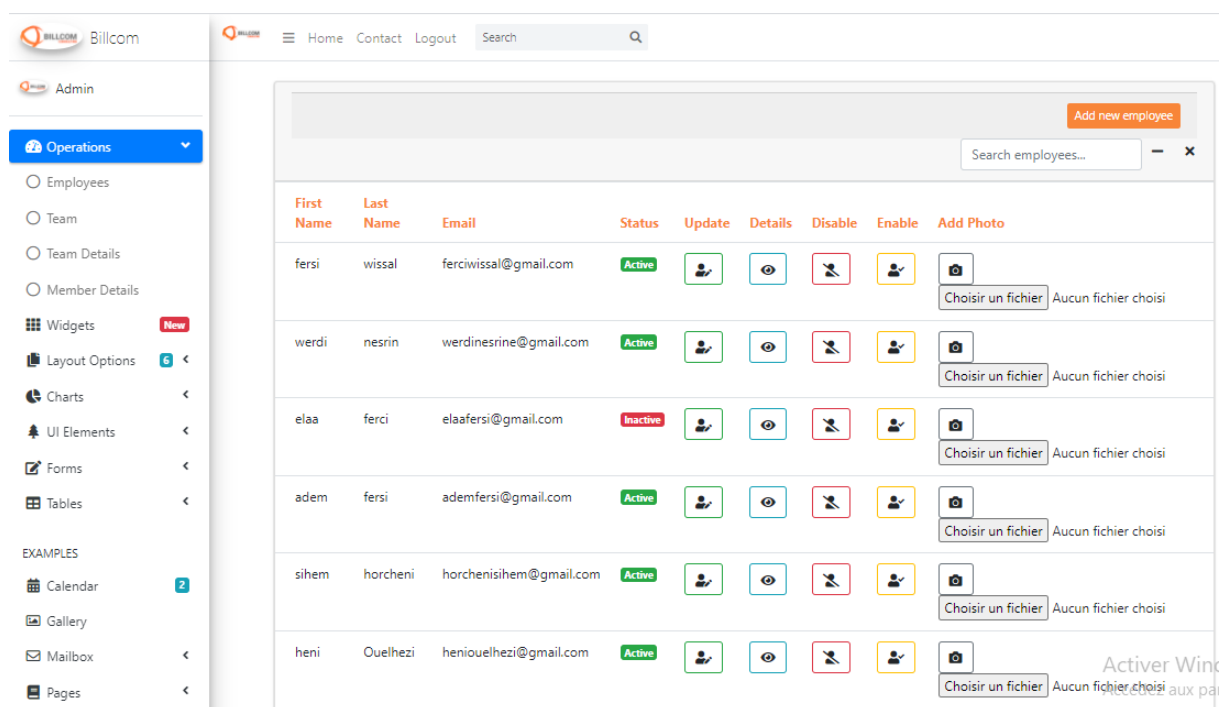 BILLCOM Billcom
Home Contact Logout Search
Admin
Add new employee
Search employees...
Operations
Employees
Team
Team Details
Member Details
Widgets New
Layout Options 6
Charts
UI Elements
Forms
Tables
EXAMPLES
Calendar 2
Gallery
Mailbox
Pages
First Name Last Name Email Status Update Details Disable Enable Add Photo
fersi wissal ferciwissal@gmail.com Active
Choisir un fichier Aucun fichier choisi
werdi nesrin werdinesrine@gmail.com Active
Choisir un fichier Aucun fichier choisi
elaa ferci elaafersi@gmail.com Inactive
Choisir un fichier Aucun fichier choisi
adem fersi ademfersi@gmail.com Active
Choisir un fichier Aucun fichier choisi
sihem horcheni horchenisihem@gmail.com Active
Choisir un fichier Aucun fichier choisi
heni Ouelhezi heniouelhezi@gmail.com Active
Choisir un fichier Aucun fichier choisi
Activer Wind
Accédez aux par